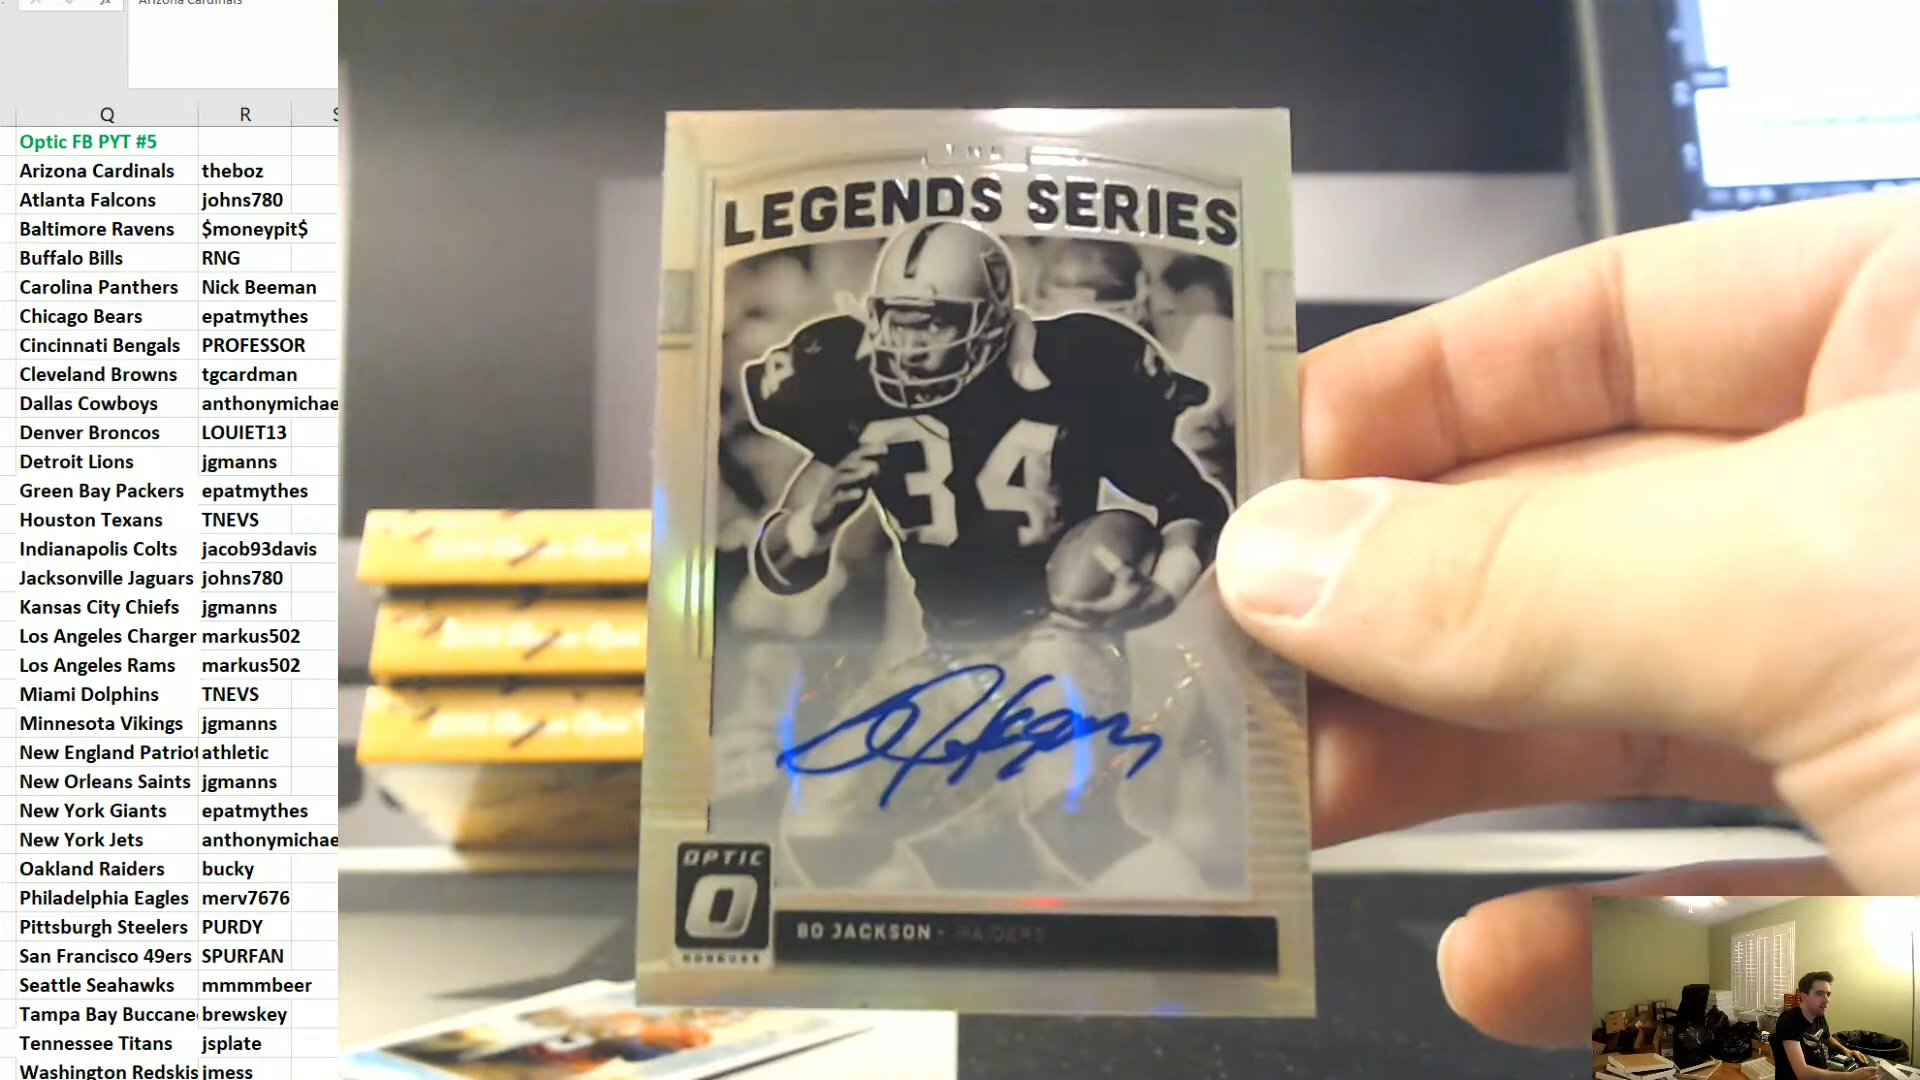 Arizona Cardinals
Q R
Optic FB PYT #5
Arizona Cardinals theboz
Atlanta Falcons johns780
Baltimore Ravens $moneypit$
Buffalo Bills RNG
Carolina Panthers Nick Beeman
Chicago Bears epatmythes
Cincinnati Bengals PROFESSOR
Cleveland Browns tgcardman
Dallas Cowboys anthonymichae
Denver Broncos LOUIET13
Detroit Lions jgmanns
Green Bay Packers epatmythes
Houston Texans TNEVS
Indianapolis Colts jacob93davis
Jacksonville Jaguars johns780
Kansas City Chiefs jgmanns
Los Angeles Charger markus502
Los Angeles Rams markus502
Miami Dolphins TNEVS
Minnesota Vikings jgmanns
New England Patriot athletic
New Orleans Saints jgmanns
New York Giants epatmythes
New York Jets anthonymichae
Oakland Raiders bucky
Philadelphia Eagles merv7676
Pittsburgh Steelers PURDY
San Francisco 49ers SPURFAN
Seattle Seahawks mmmmbeer
Tampa Bay Buccanee brewskey
Tennessee Titans jsplate
Washington Redskis jmess
LEGENDS SERIES
34
OPTIC
DONRUSS
BO JACKSON - RAIDERS